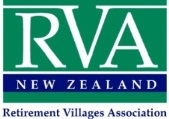 RVA
NEW ZEALAND
Retirement Villages Association